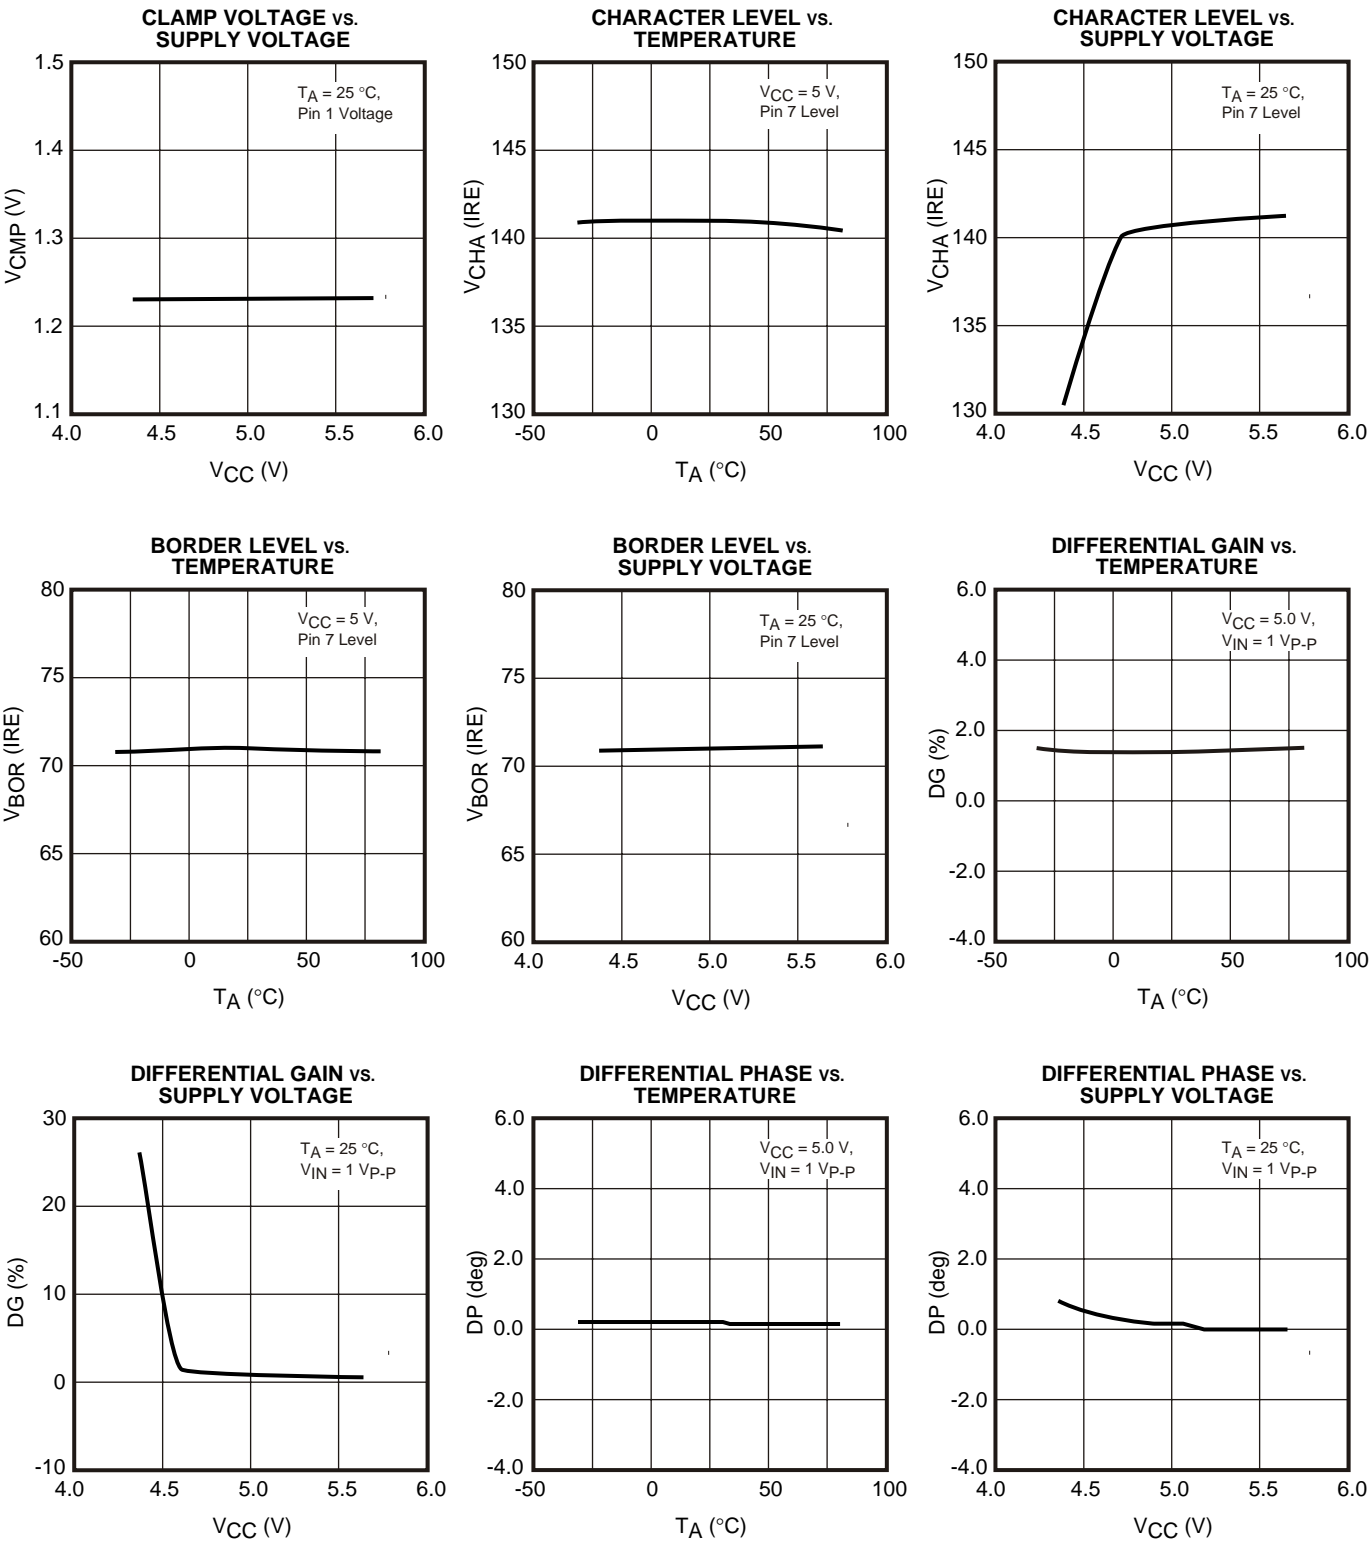 CLAMP VOLTAGE vs.
SUPPLY VOLTAGE
1.5
1.4
1.3
1.2
1.1
VCMP (V)
TA = 25 °C,
Pin 1 Voltage
4.0 4.5 5.0 5.5 6.0
VCC (V)
CHARACTER LEVEL vs.
TEMPERATURE
150
145
140
135
130
VCHA (IRE)
VCC = 5 V,
Pin 7 Level
-50 0 50 100
TA (°C)
CHARACTER LEVEL vs.
SUPPLY VOLTAGE
150
145
140
135
130
VCHA (IRE)
TA = 25 °C,
Pin 7 Level
4.0 4.5 5.0 5.5 6.0
VCC (V)
BORDER LEVEL vs.
TEMPERATURE
80
75
70
65
60
VBOR (IRE)
VCC = 5 V,
Pin 7 Level
-50 0 50 100
TA (°C)
BORDER LEVEL vs.
SUPPLY VOLTAGE
80
75
70
65
60
VBOR (IRE)
TA = 25 °C,
Pin 7 Level
4.0 4.5 5.0 5.5 6.0
VCC (V)
DIFFERENTIAL GAIN vs.
TEMPERATURE
6.0
4.0
2.0
0.0
-2.0
-4.0
DG (%)
VCC = 5.0 V,
VIN = 1 VP-P
-50 0 50 100
TA (°C)
DIFFERENTIAL GAIN vs.
SUPPLY VOLTAGE
30
20
10
0
-10
DG (%)
TA = 25 °C,
VIN = 1 VP-P
4.0 4.5 5.0 5.5 6.0
VCC (V)
DIFFERENTIAL PHASE vs.
TEMPERATURE
6.0
4.0
2.0
0.0
-2.0
-4.0
DP (deg)
VCC = 5.0 V,
VIN = 1 VP-P
-50 0 50 100
TA (°C)
DIFFERENTIAL PHASE vs.
SUPPLY VOLTAGE
6.0
4.0
2.0
0.0
-2.0
-4.0
DP (deg)
TA = 25 °C,
VIN = 1 VP-P
4.0 4.5 5.0 5.5 6.0
VCC (V)